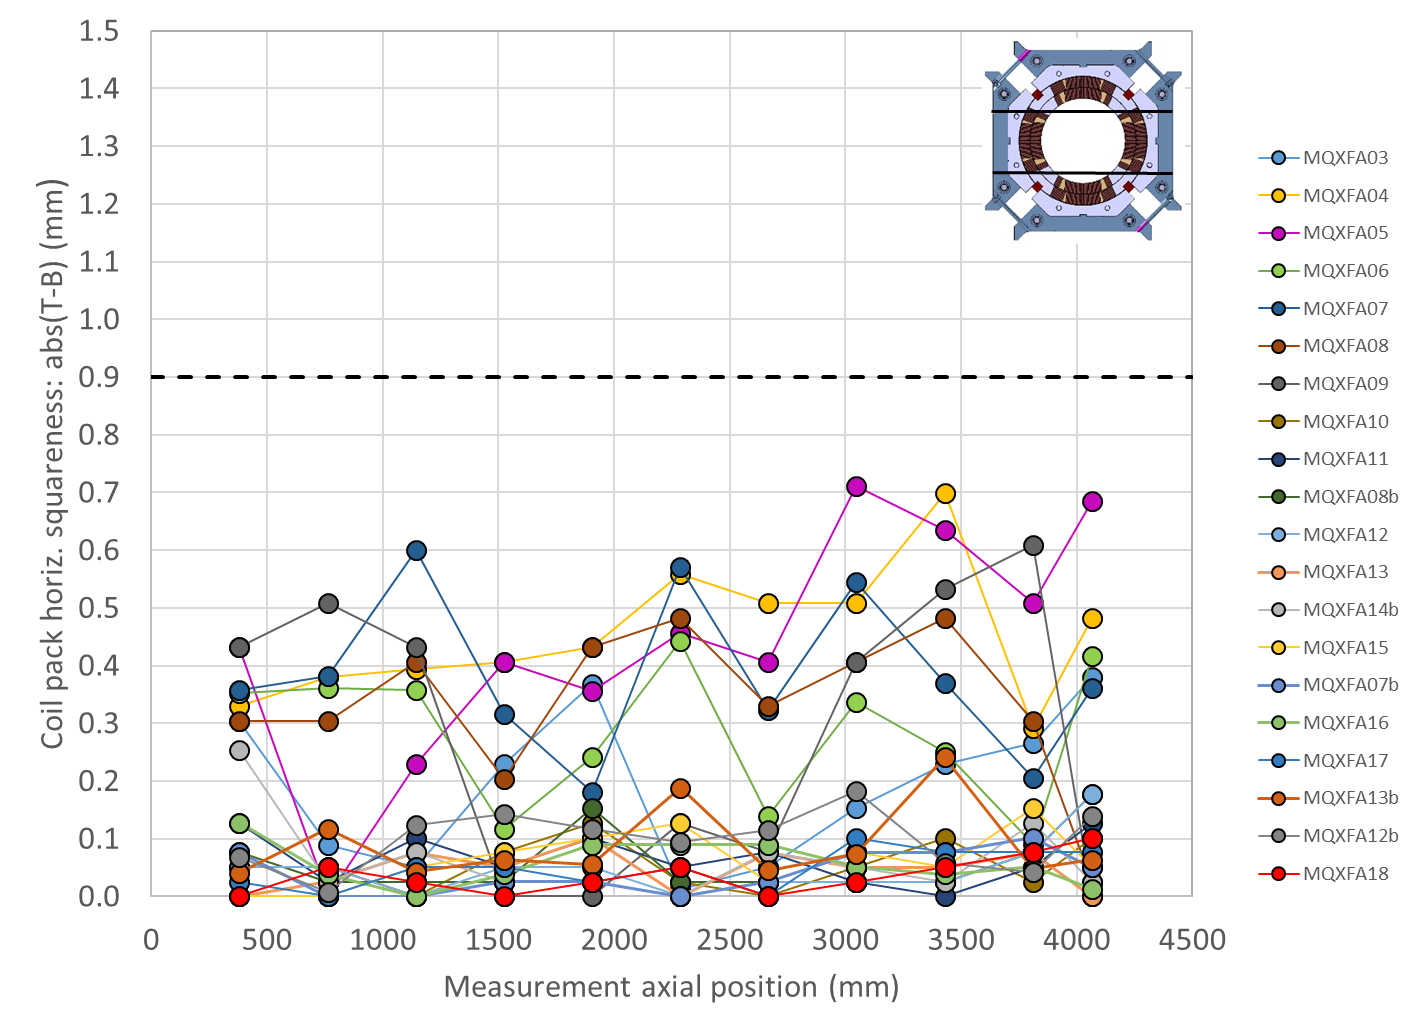 Coil pack horiz. squareness: abs(T-B) (mm)
1.5
1.4
1.3
1.2
1.1
1.0
0.9
0.8
0.7
0.6
0.5
0.4
0.3
0.2
0.1
0.0
0 500 1000 1500 2000 2500 3000 3500 4000 4500
Measurement axial position (mm)
MQXFA03
MQXFA04
MQXFA05
MQXFA06
MQXFA07
MQXFA08
MQXFA09
MQXFA10
MQXFA11
MQXFA08b
MQXFA12
MQXFA13
MQXFA14b
MQXFA15
MQXFA07b
MQXFA16
MQXFA17
MQXFA13b
MQXFA12b
MQXFA18